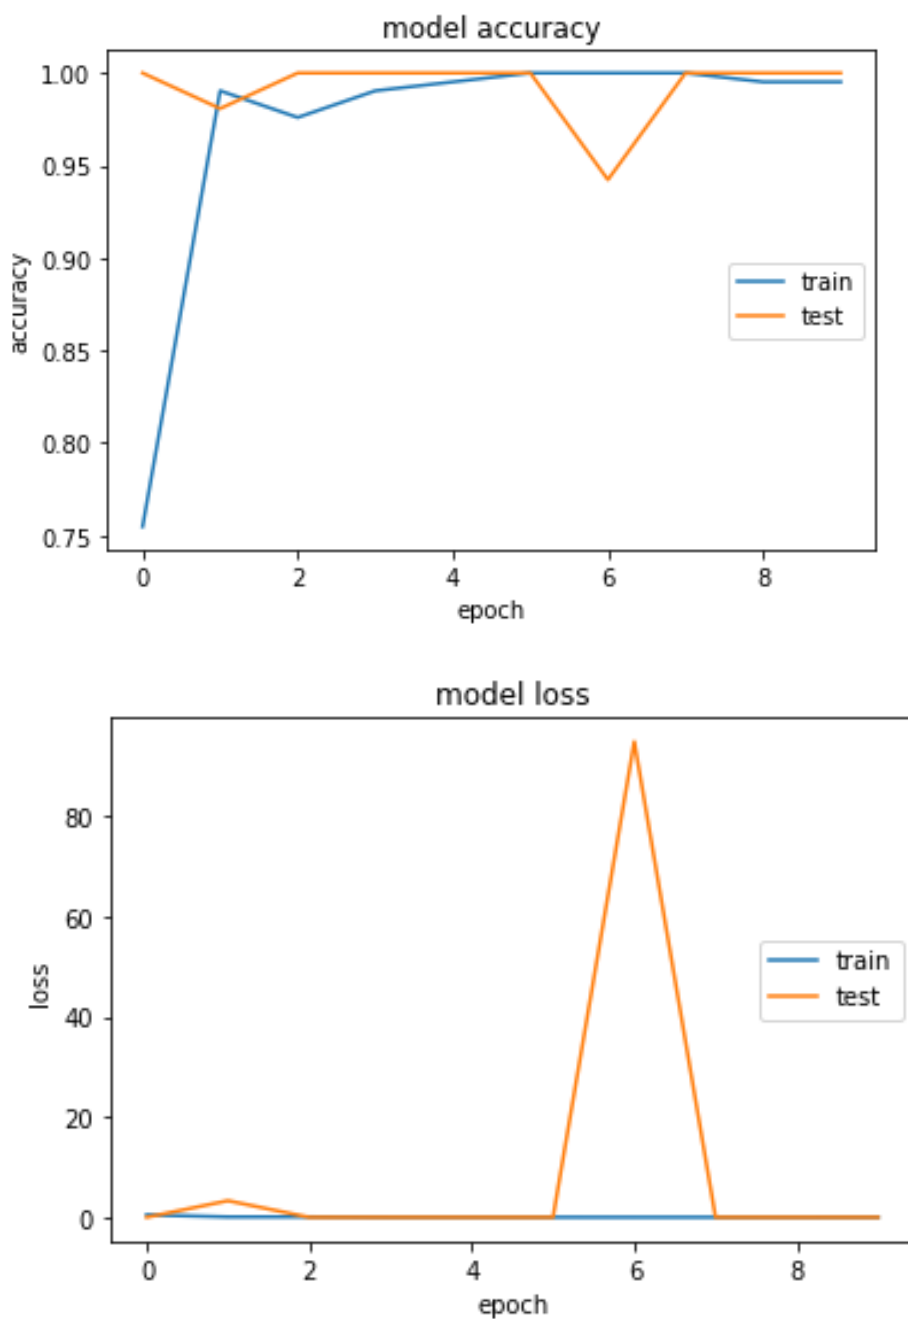 model accuracy
1.00
0.95
0.90
0.85
0.80
0.75
accuracy
train
test
0 2 4 6 8
epoch
model loss
80
60
40
20
0
loss
train
test
0 2 4 6 8
epoch